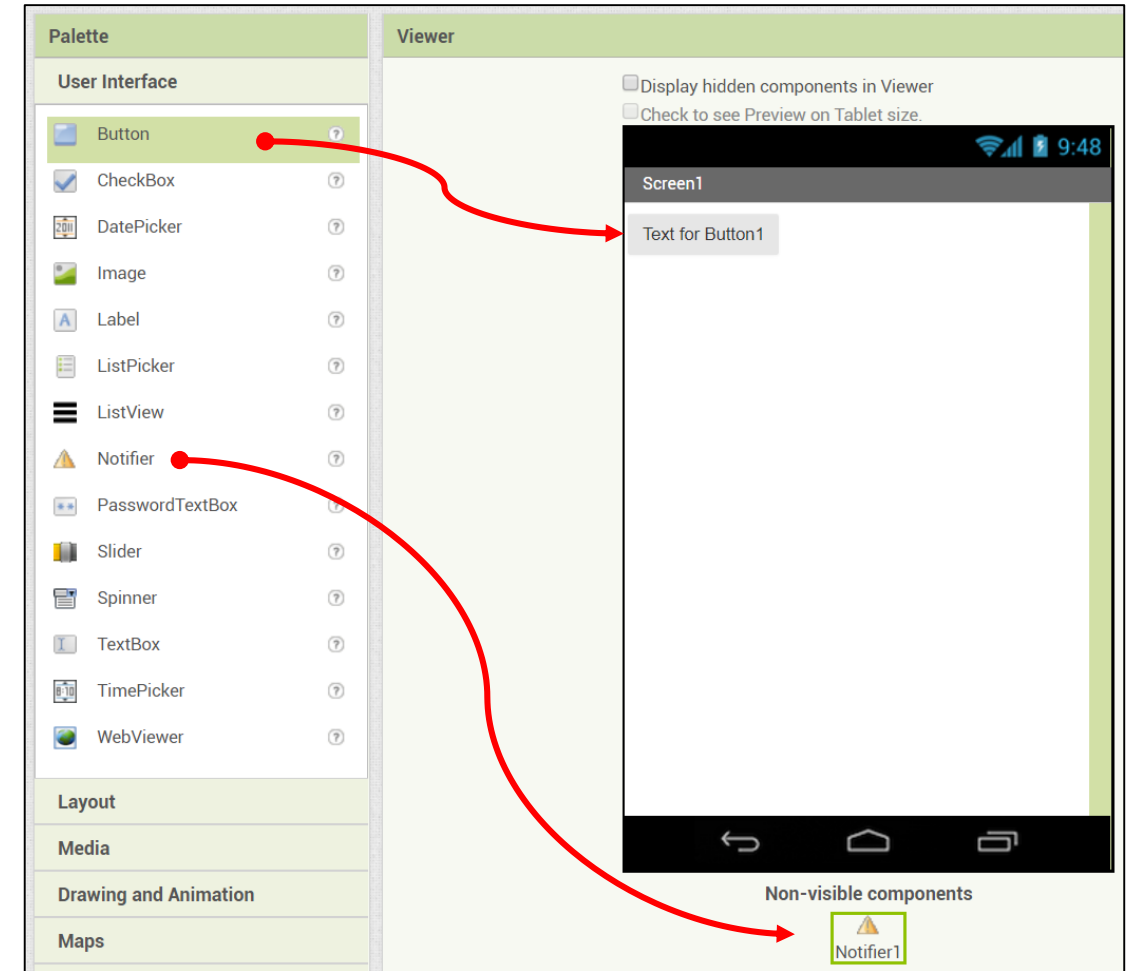 Palette
User Interface
Button
CheckBox
DatePicker
Image
Label
ListPicker
ListView
Notifier
PasswordTextBox
Slider
Spinner
TextBox
TimePicker
WebViewer
Layout
Media
Drawing and Animation
Maps
Viewer
Display hidden components in Viewer
Check to see Preview on Tablet size.
9:48
Screen1
Text for Button1
Non-visible components
Notifier1